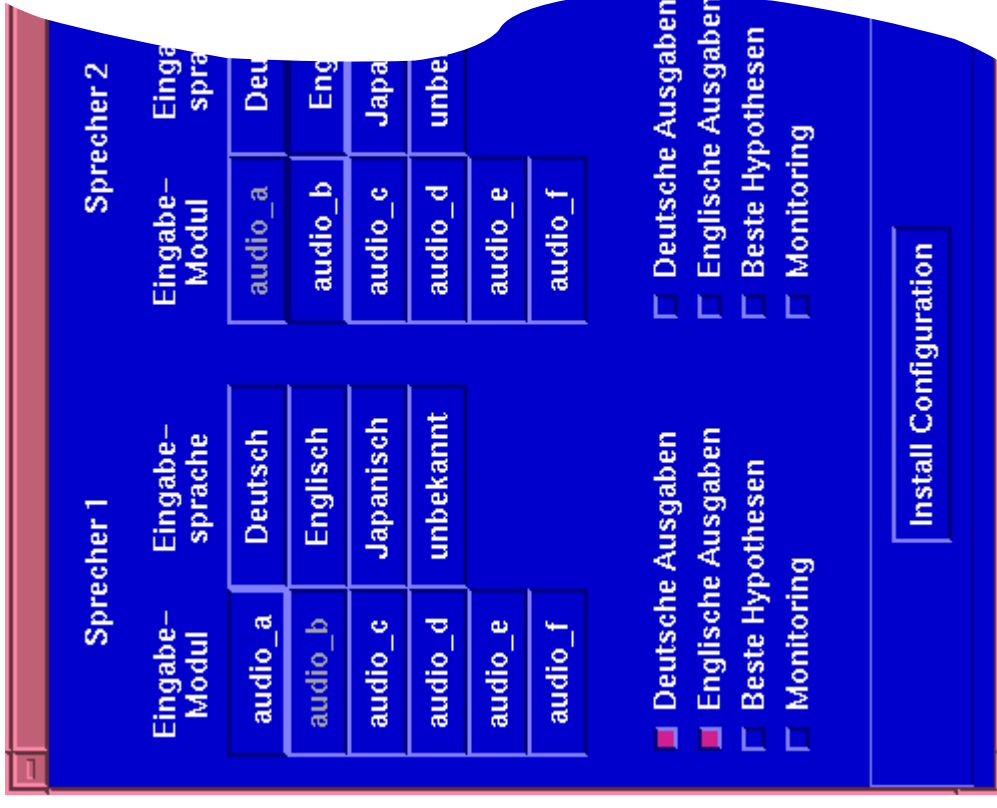 Sprecher 1
Eingabe-
Modul
Eingabe-
sprache
audio_a
audio_b
audio_c
audio_d
audio_e
audio_f
Deutsch
Englisch
Japanisch
unbekannt
Deutsche Ausgaben
Englische Ausgaben
Beste Hypothesen
Monitoring
Sprecher 2
Eingabe-
Modul
audio_a
audio_b
audio_c
audio_d
audio_e
audio_f
Deutsche Ausgaben
Englische Ausgaben
Beste Hypothesen
Monitoring
Install Configuration